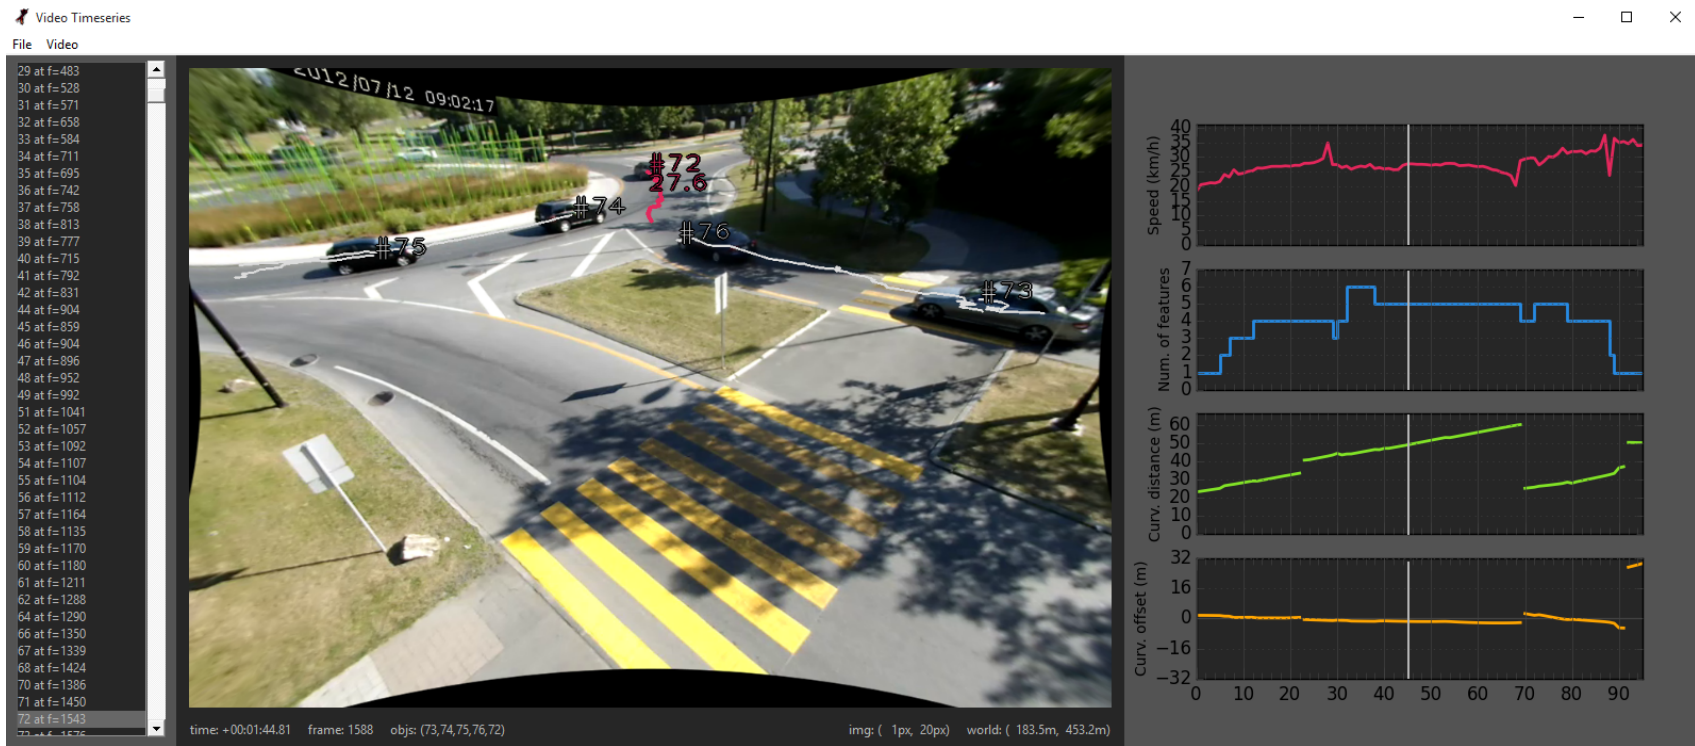 Video Timeseries
File Video
29 at f=483
30 at f=528
31 at f=571
32 at f=658
33 at f=584
34 at f=711
35 at f=695
36 at f=742
37 at f=758
38 at f=813
39 at f=777
40 at f=715
41 at f=792
42 at f=831
44 at f=904
45 at f=859
46 at f=904
47 at f=896
48 at f=952
49 at f=992
51 at f=1041
52 at f=1057
53 at f=1092
54 at f=1107
55 at f=1104
56 at f=1112
57 at f=1164
58 at f=1135
59 at f=1170
60 at f=1180
61 at f=1211
62 at f=1288
64 at f=1290
66 at f=1350
67 at f=1339
68 at f=1424
70 at f=1386
71 at f=1450
72 at f=1543
73 at f=1576
2012/07/12 09:02:17
#72
27.6
#74
#76
#75
#73
time: +00:01:44.81 frame: 1588 objs: (73,74,75,76,72)
img: ( 1px, 20px) world: ( 183.5m, 453.2m)
Speed (km/h)
40
35
30
25
20
15
10
5
0
Num. of features
7
6
5
4
3
2
1
0
Curv. distance (m)
60
50
40
30
20
10
0
Curv. offset (m)
32
16
0
−16
−32
0 10 20 30 40 50 60 70 80 90